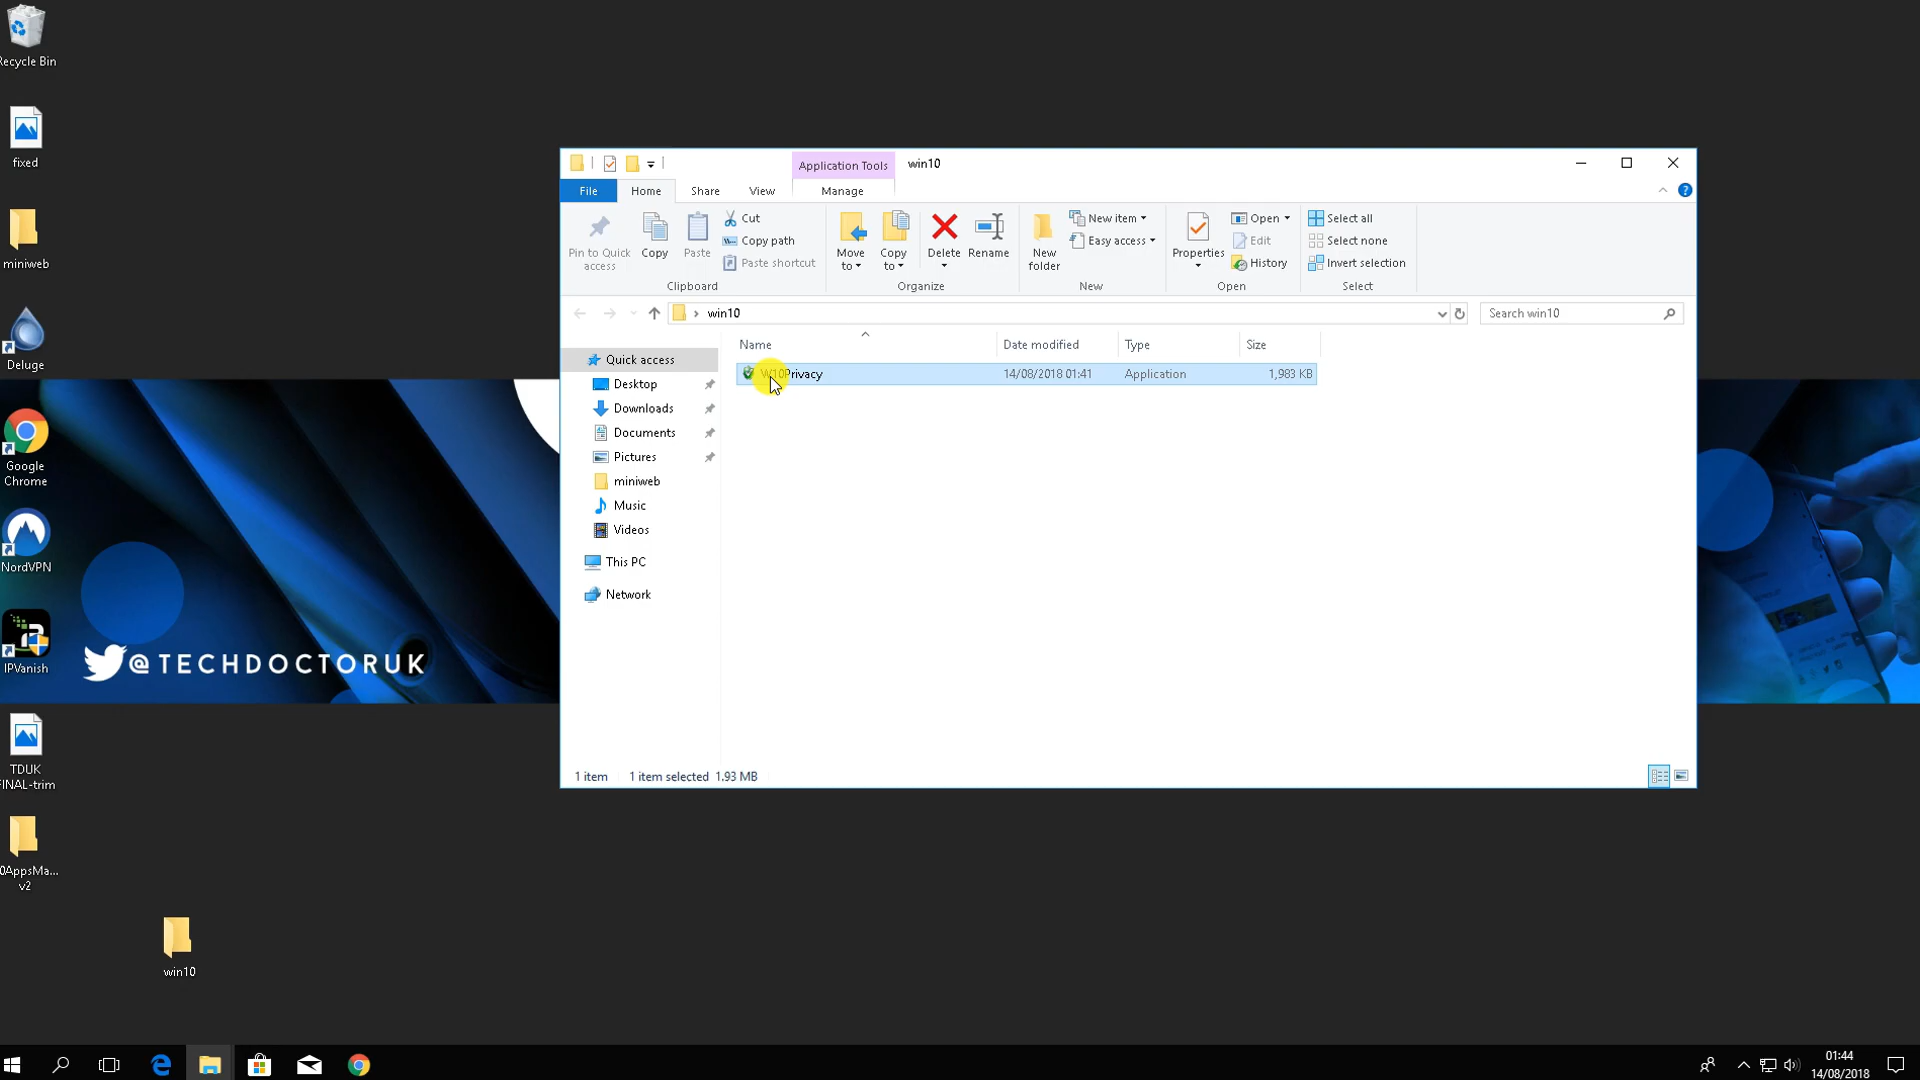 Recycle Bin
fixed
miniweb
Deluge
Google
Chrome
NordVPN
IPVanish
@TECHDOCTORUK
TDUK
FINAL-trim
0AppsMa...
v2
win10
Application Tools
win10
File
Home
Share
View
Manage
Pin to Quick
access
Copy
Paste
Cut
Copy path
Paste shortcut
Clipboard
Move
to
Copy
to
Delete
Rename
Organize
New
folder
New item
Easy access
New
Properties
Open
Edit
History
Open
Select all
Select none
Invert selection
Select
win10
Search win10
Name
Date modified
Type
Size
W10Privacy
14/08/2018 01:41
Application
1,983 KB
Quick access
Desktop
Downloads
Documents
Pictures
miniweb
Music
Videos
This PC
Network
1 item
1 item selected 1.93 MB
01:44
14/08/2018